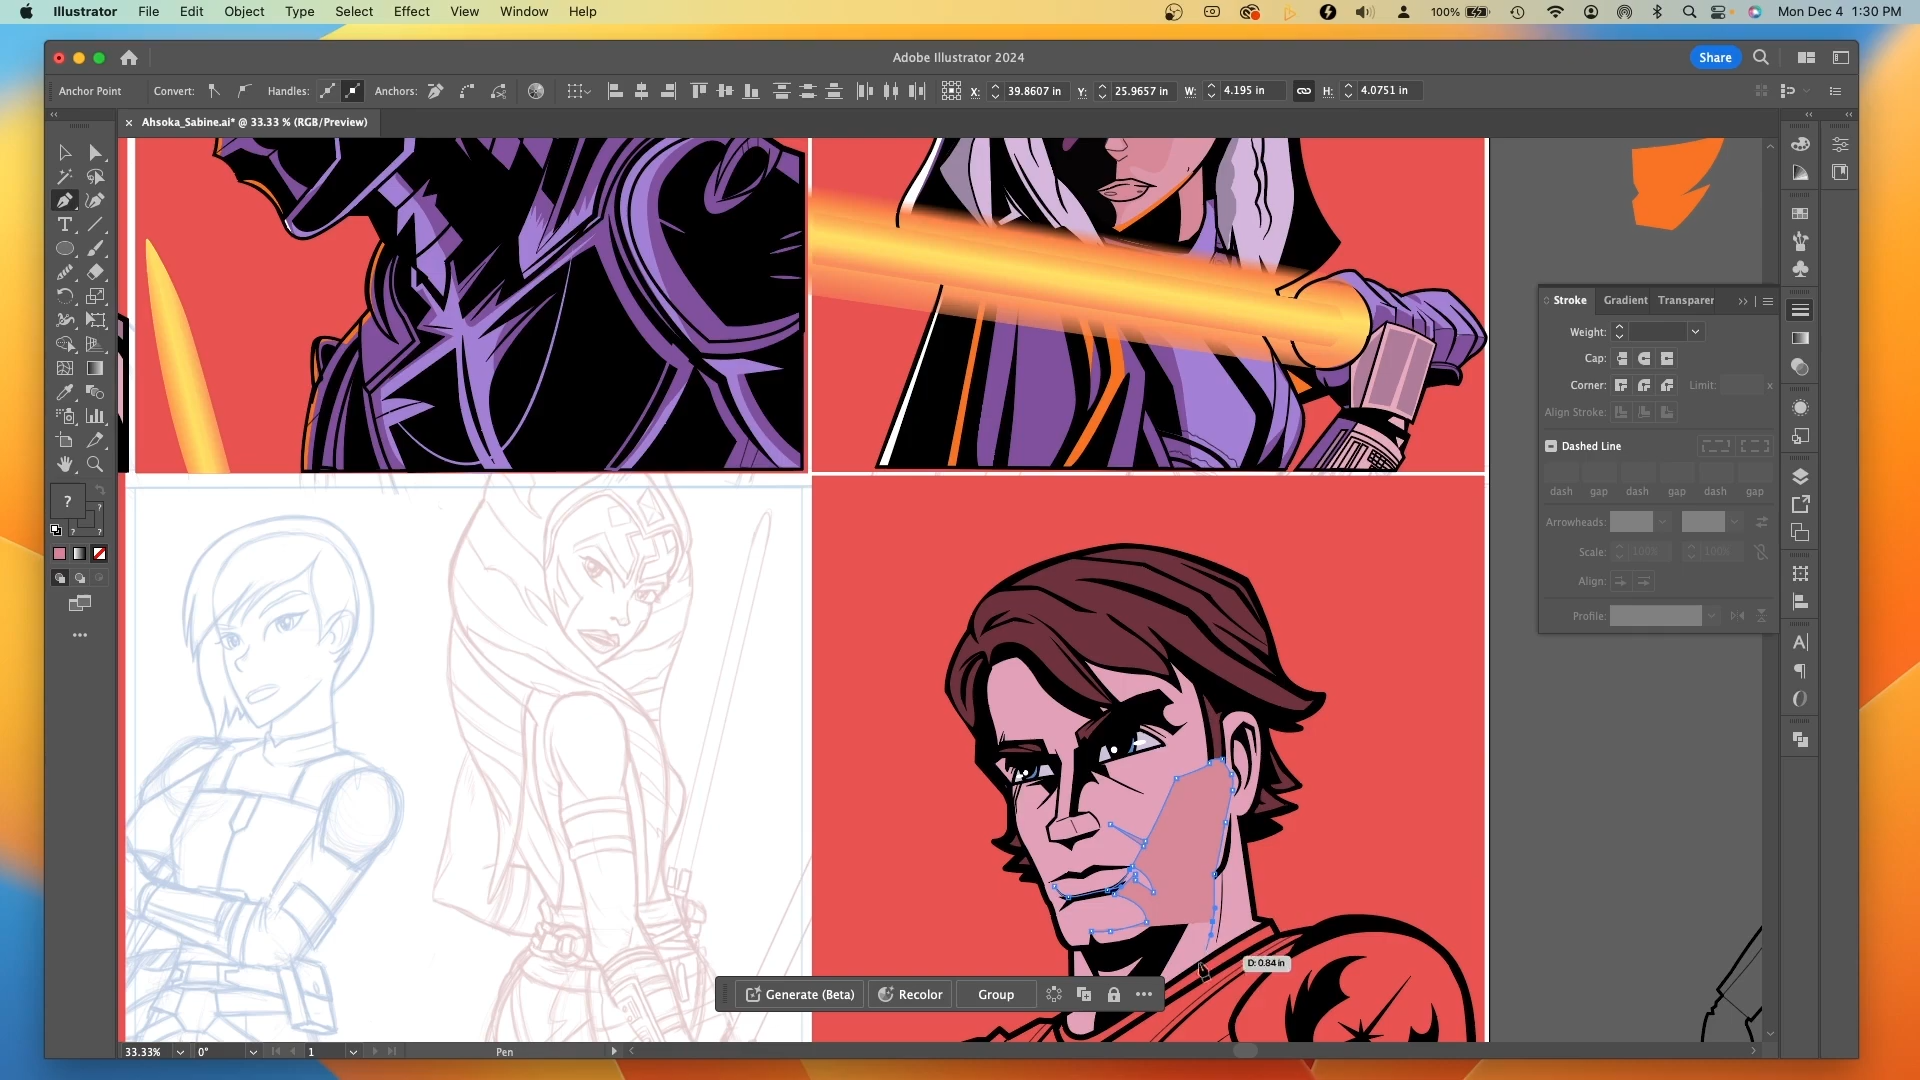 Illustrator File Edit Object Type Select Effect View Window Help 100% Mon Dec 4 1:30 PM
Adobe Illustrator 2024 Share
Anchor Point Convert: Handles: Anchors: X: 39.8607 in Y: 25.9657 in W: 4.195 in H: 4.0751 in
× Ahsoka_Sabine.ai* @ 33.33 % (RGB/Preview)
Stroke Gradient Transparer
Weight:
Cap:
Corner: Limit: x
Align Stroke:
Dashed Line
dash gap dash gap dash gap
Arrowheads:
Scale: 100% 100%
Align:
Profile:
?
? ?
?
D: 0.84 in
Generate (Beta) Recolor Group
33.33% 0° 1 Pen